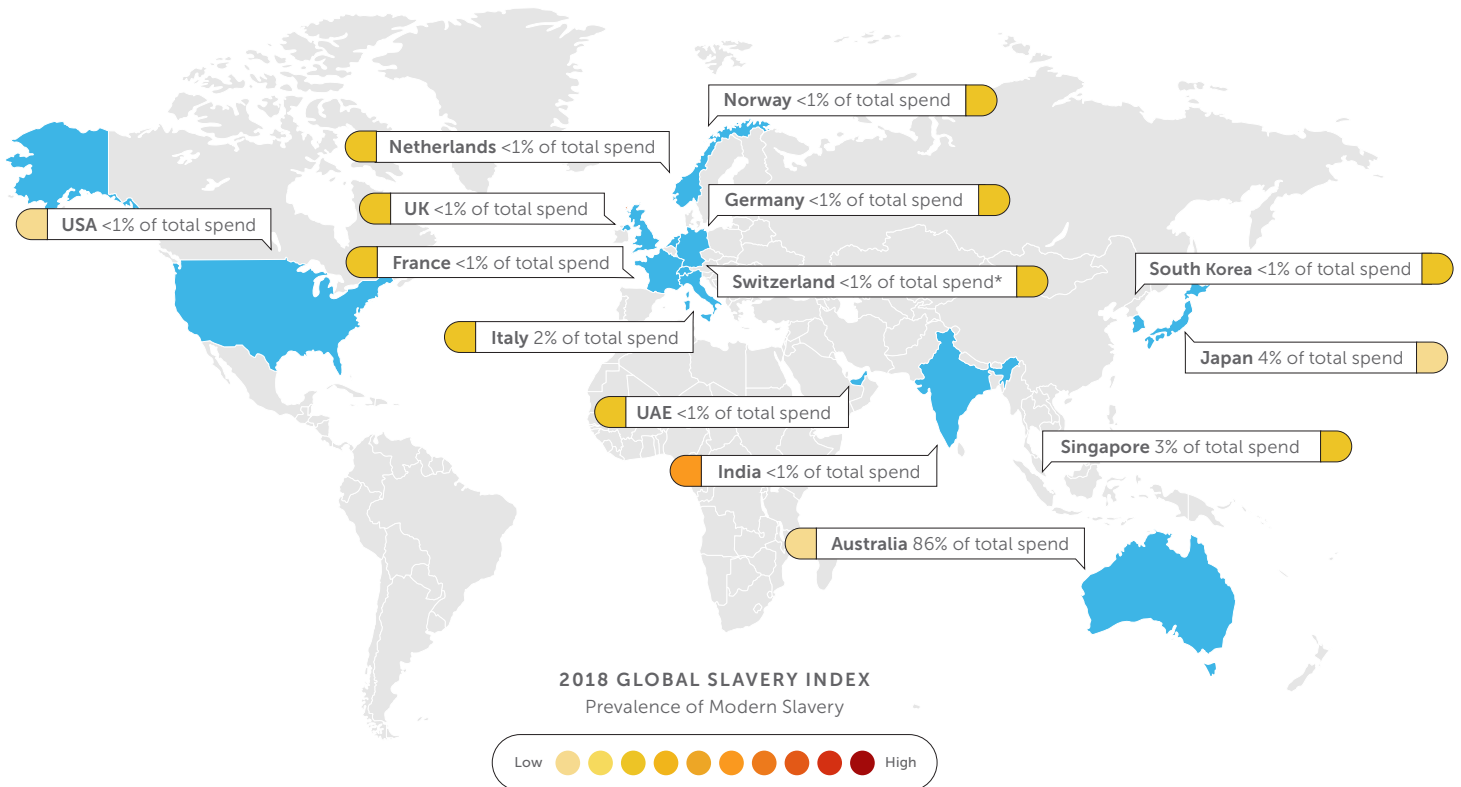 Norway <1% of total spend
Netherlands <1% of total spend
Germany <1% of total spend
UK <1% of total spend
USA <1% of total spend
France <1% of total spend
South Korea <1% of total spend
Switzerland <1% of total spend*
Italy 2% of total spend
Japan 4% of total spend
UAE <1% of total spend
Singapore 3% of total spend
India <1% of total spend
Australia 86% of total spend
2018 GLOBAL SLAVERY INDEX
Prevalence of Modern Slavery
Low High